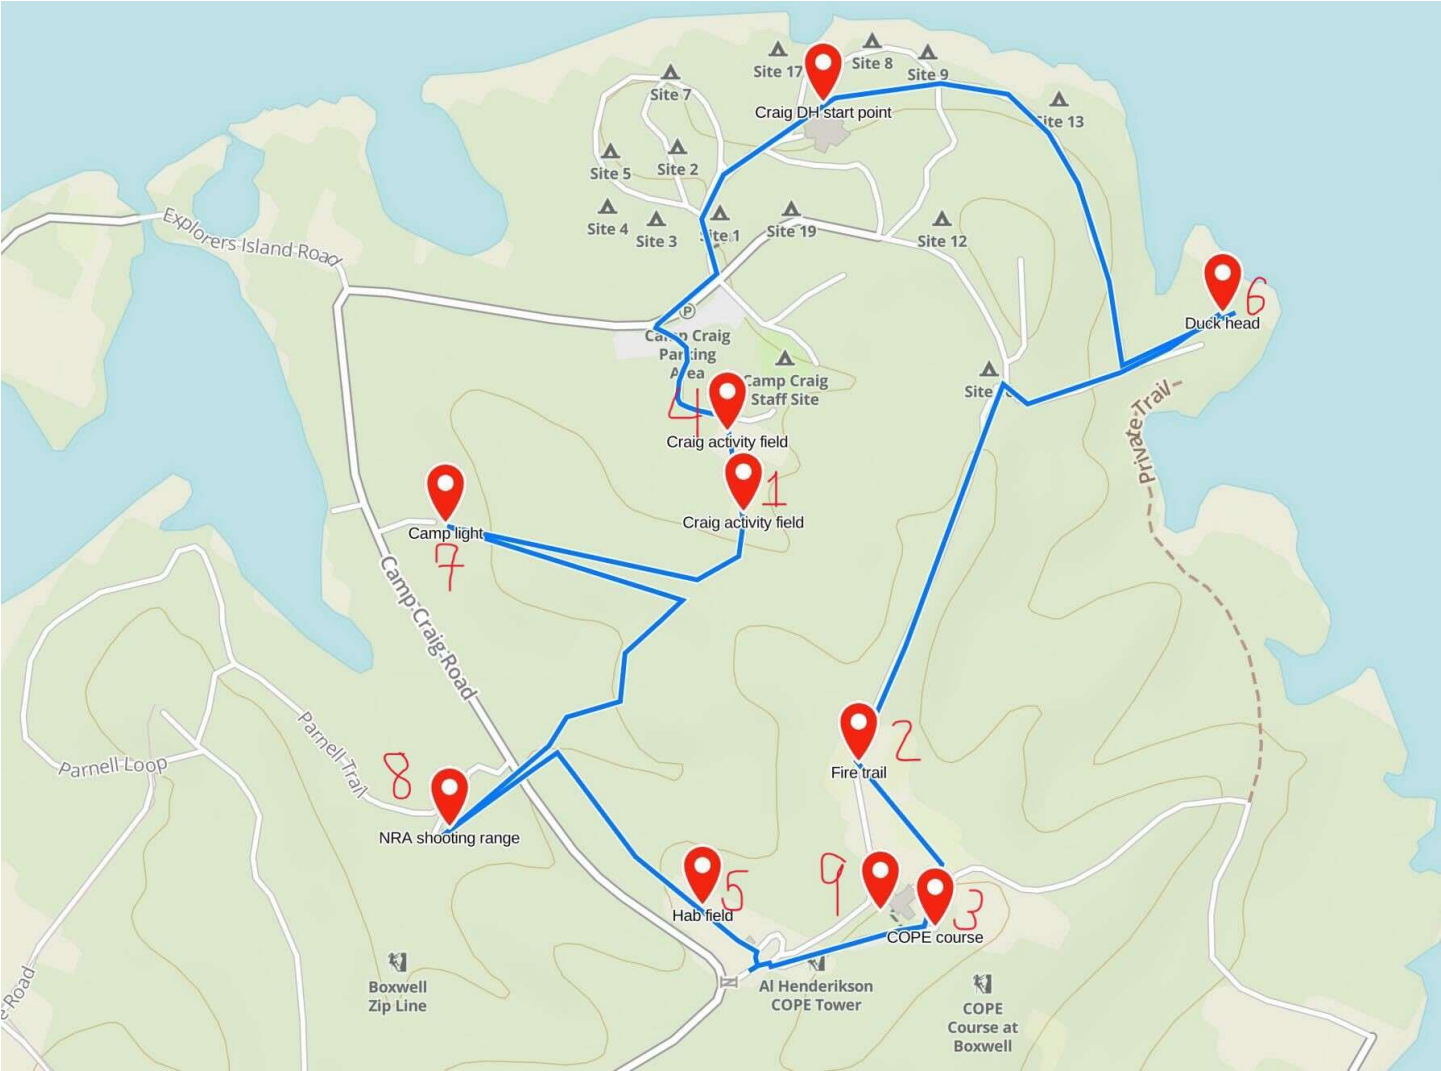 Site 17
Site 8
Site 9
Site 7
Craig DH start point
Site 13
Site 5
Site 2
Site 4
Site 3
Site 1
Site 19
Site 12
Explorers Island Road
P
Camp Craig
Parking
Area
Duck head
6
Camp Craig
Staff Site
Site
4
Craig activity field
1
Craig activity field
Private Trail
Camp light
7
Camp Craig Road
Parnell Trail
Parnell Loop
8
NRA shooting range
2
Fire trail
9
5
Hab field
3
COPE course
Boxwell
Zip Line
Al Henderikson
COPE Tower
COPE
Course at
Boxwell
Road